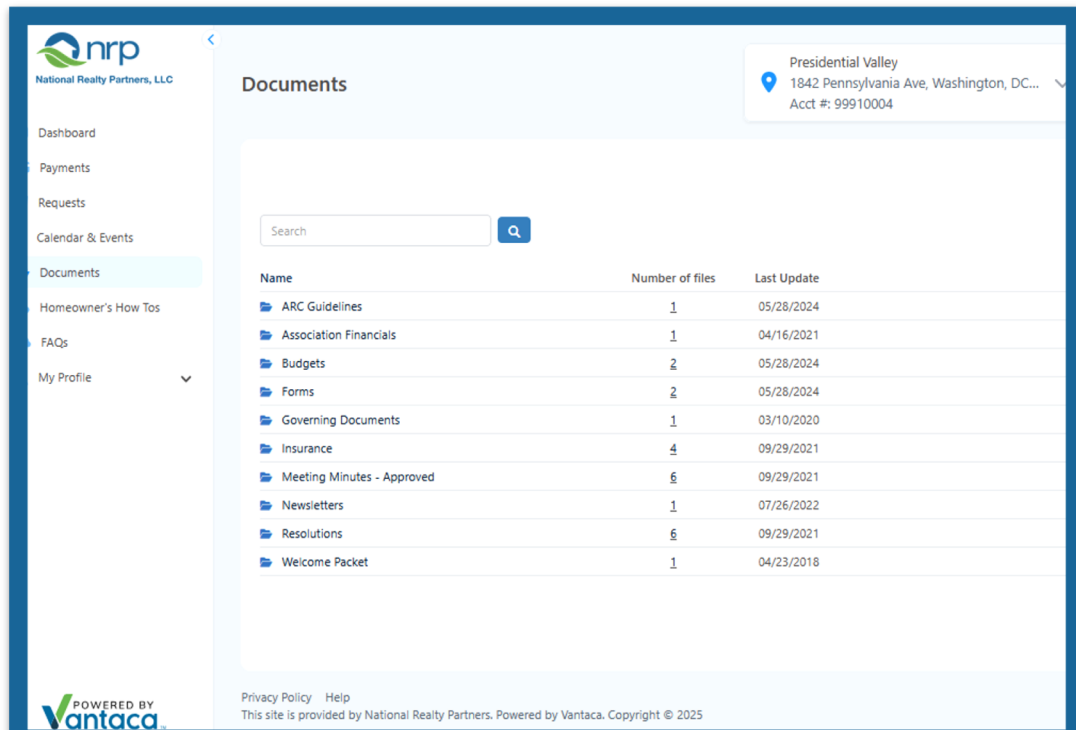 nrp
National Realty Partners, LLC
Dashboard
Payments
Requests
Calendar & Events
Documents
Homeowner's How Tos
FAQs
My Profile
POWERED BY
Vantaca
Documents
Presidential Valley
1842 Pennsylvania Ave, Washington, DC...
Acct #: 99910004
Search
Name Number of files Last Update
ARC Guidelines 1 05/28/2024
Association Financials 1 04/16/2021
Budgets 2 05/28/2024
Forms 2 05/28/2024
Governing Documents 1 03/10/2020
Insurance 4 09/29/2021
Meeting Minutes - Approved 6 09/29/2021
Newsletters 1 07/26/2022
Resolutions 6 09/29/2021
Welcome Packet 1 04/23/2018
Privacy Policy Help
This site is provided by National Realty Partners. Powered by Vantaca. Copyright © 2025